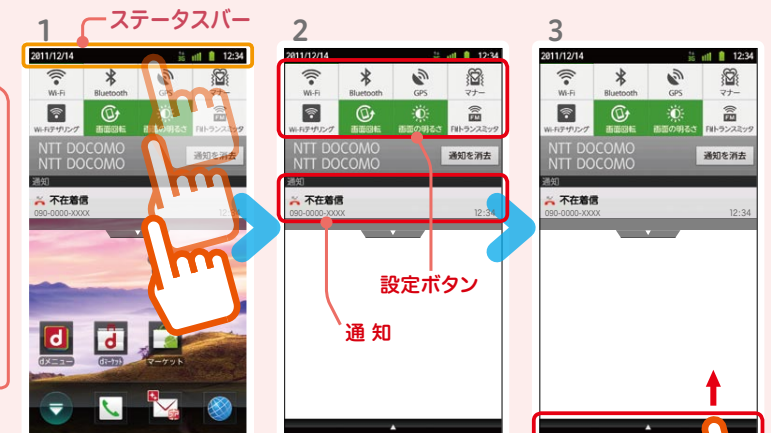 1
ステータスバー
2011/12/14
3G
12:34
Wi-Fi
Bluetooth
GPS
マナー
Wi-Fiテザリング
画面回転
画面の明るさ
FMトランスミッタ
NTT DOCOMO
NTT DOCOMO
通知を消去
通知
不在着信
090-0000-XXXX
12:34
dメニュー
dマーケット
マーケット
2
2011/12/14
3G
12:34
Wi-Fi
Bluetooth
GPS
マナー
Wi-Fiテザリング
画面回転
画面の明るさ
FMトランスミッタ
NTT DOCOMO
NTT DOCOMO
通知を消去
通知
不在着信
090-0000-XXXX
12:34
設定ボタン
通 知
3
2011/12/14
3G
12:34
Wi-Fi
Bluetooth
GPS
マナー
Wi-Fiテザリング
画面回転
画面の明るさ
FMトランスミッタ
NTT DOCOMO
NTT DOCOMO
通知を消去
通知
不在着信
090-0000-XXXX
12:34